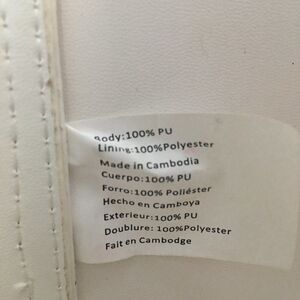 Body:100% PU
Lining:100%Polyester
Made in Cambodia
Cuerpo:100% PU
Forro:100% Poliéster
Hecho en Camboya
Exterieur:100% PU
Doublure: 100%Polyester
Fait en Cambodge